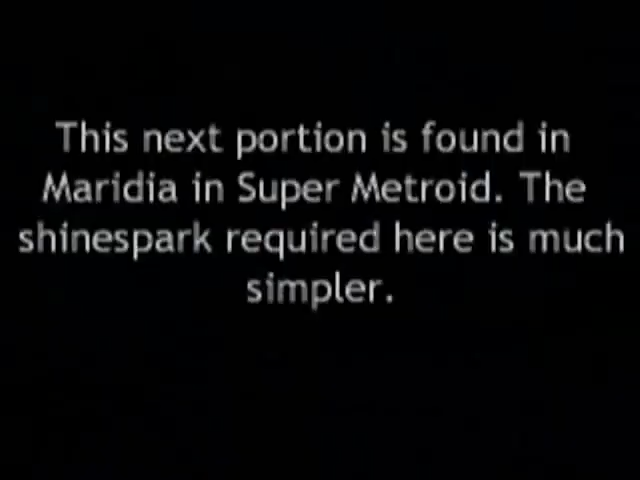 This next portion is found in
Maridia in Super Metroid. The
shinespark required here is much
simpler.